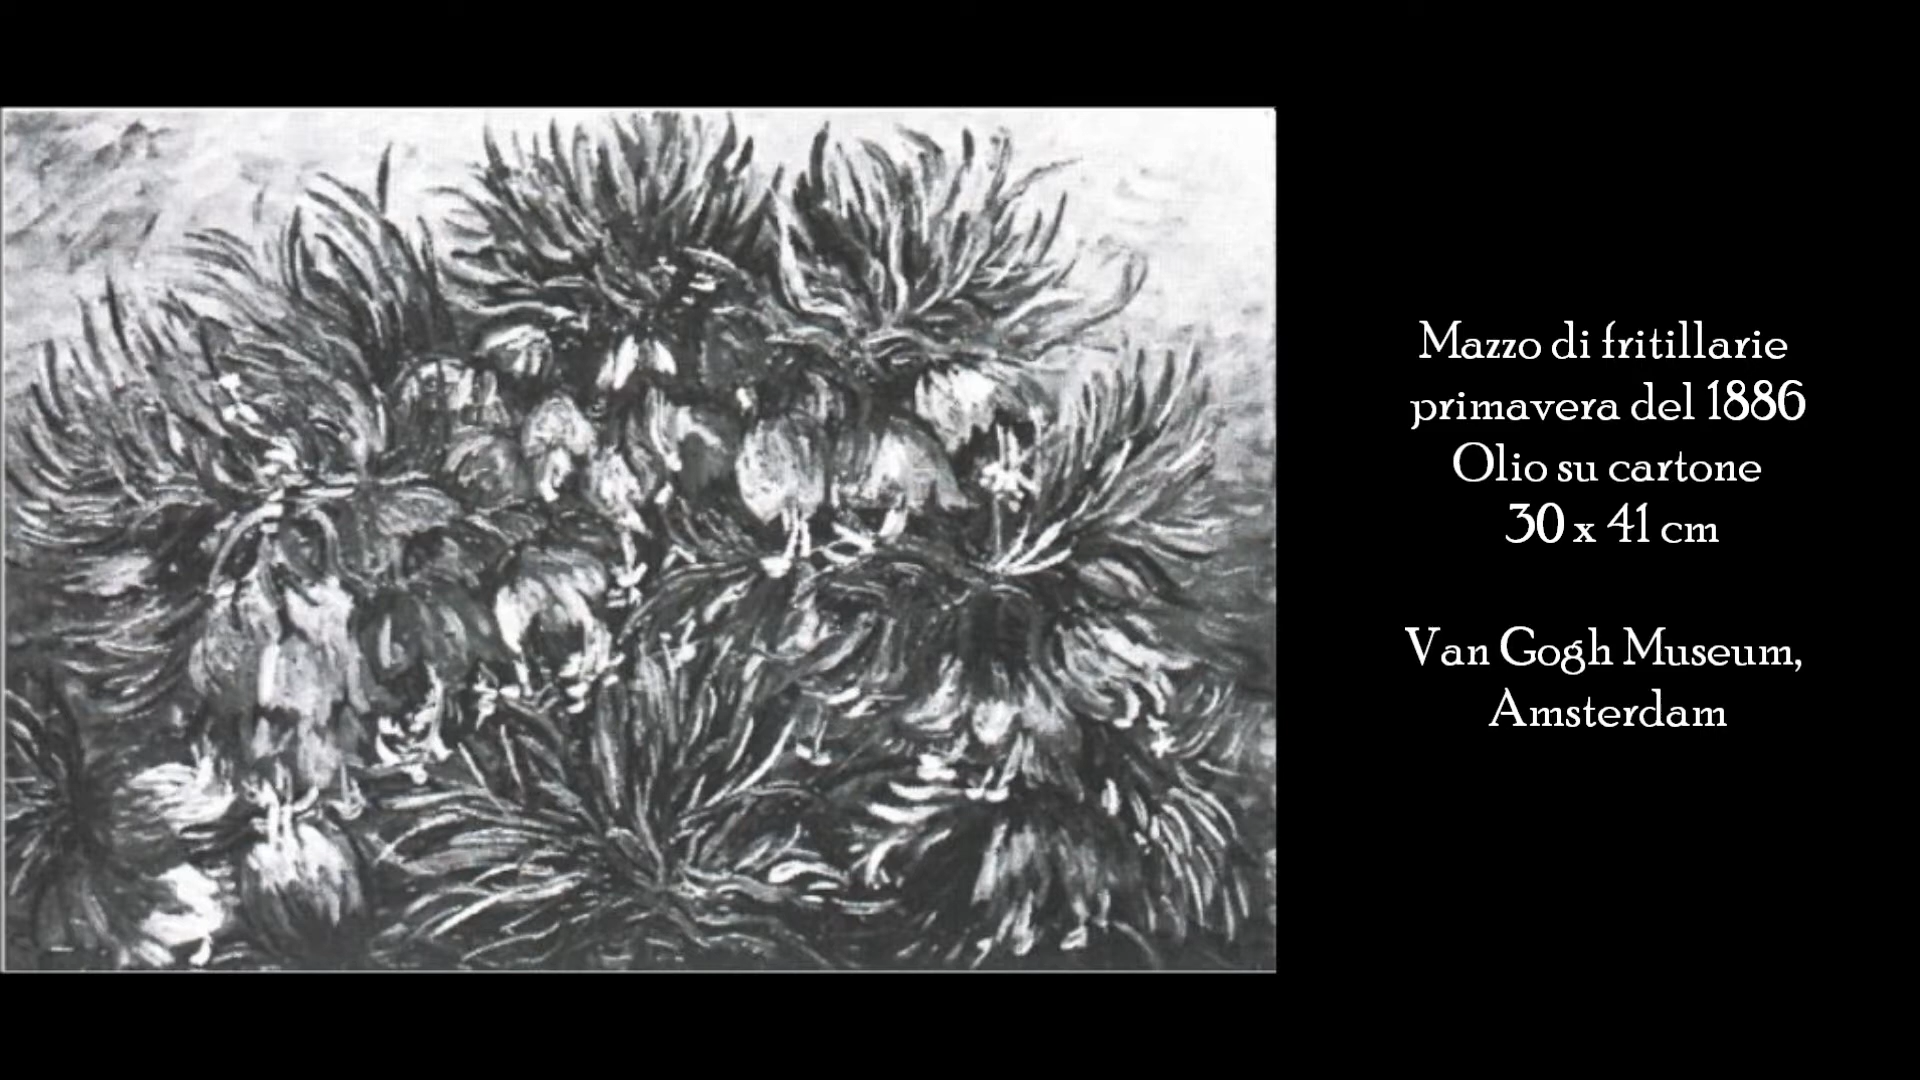 Mazzo di fritillarie
primavera del 1886
Olio su cartone
30 x 41 cm
Van Gogh Museum,
Amsterdam